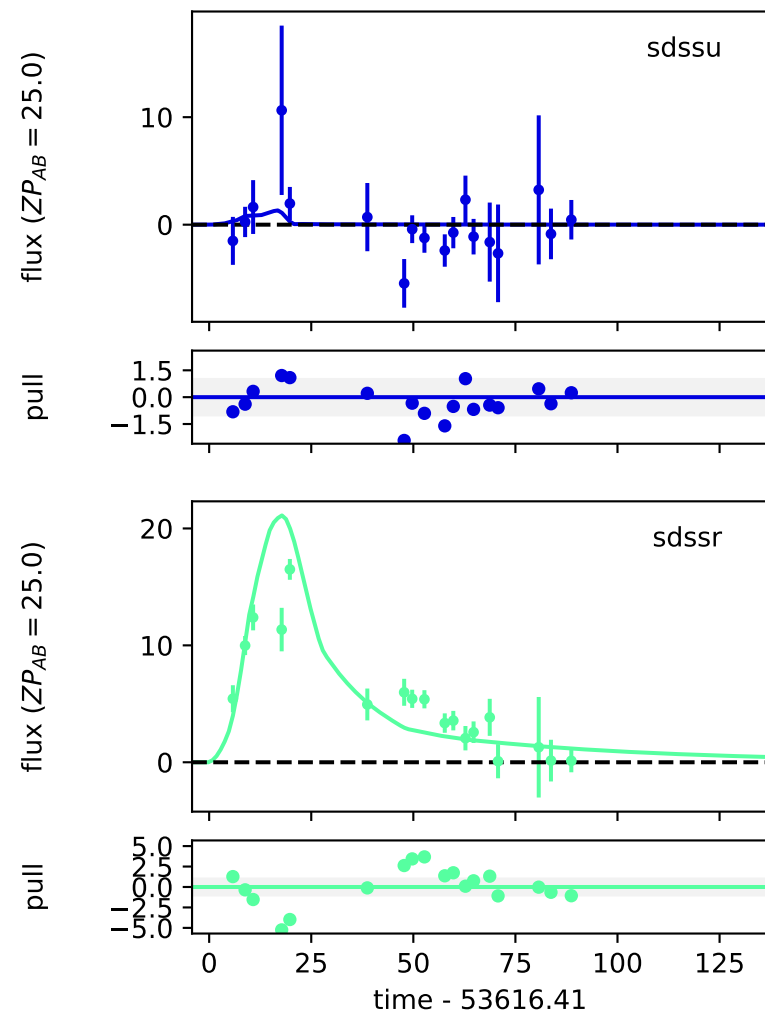 sdssu
flux (ZP_AB = 25.0)
10
0
pull
1.5
0.0
−1.5
sdssr
flux (ZP_AB = 25.0)
20
10
0
pull
5.0
2.5
0.0
−2.5
−5.0
0 25 50 75 100 125
time - 53616.41